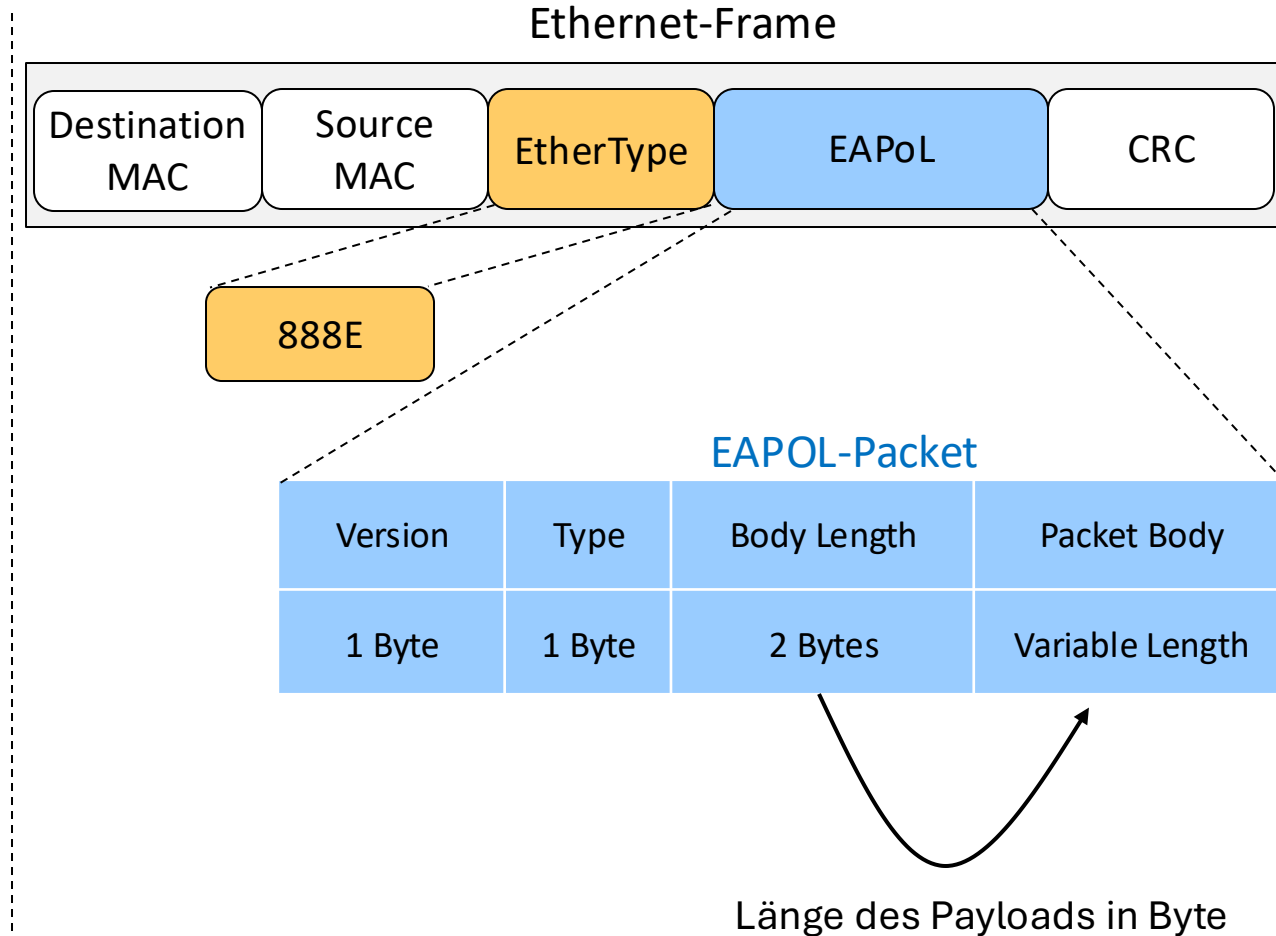 Ethernet-Frame
Destination
MAC
Source
MAC
EtherType
EAPoL
CRC
888E
EAPOL-Packet
Version
Type
Body Length
Packet Body
1 Byte
1 Byte
2 Bytes
Variable Length
Länge des Payloads in Byte